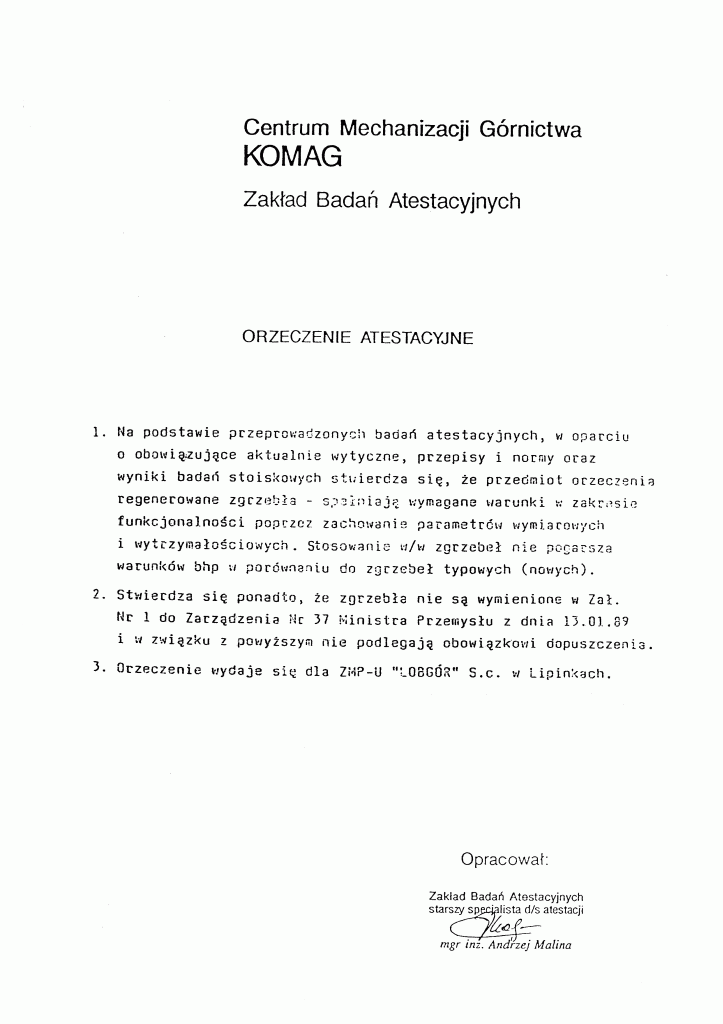 Centrum Mechanizacji Górnictwa
KOMAG
Zakład Badań Atestacyjnych
ORZECZENIE ATESTACYJNE
1. Na podstawie przeprowadzonych badań atestacyjnych, w oparciu
o obowiązujące aktualnie wytyczne, przepisy i normy oraz
wyniki badań stoiskowych stwierdza się, że przedmiot orzeczenia
regenerowane zgrzebła - spełniają wymagane warunki w zakresie
funkcjonalności poprzez zachowanie parametrów wymiarowych
i wytrzymałościowych. Stosowanie w/w zgrzebeł nie pogarsza
warunków bhp w porównaniu do zgrzebeł typowych (nowych).
2. Stwierdza się ponadto, że zgrzebła nie są wymienione w Zał.
Nr 1 do Zarządzenia Nr 37 Ministra Przemysłu z dnia 13.01.89
i w związku z powyższym nie podlegają obowiązkowi dopuszczenia.
3. Orzeczenie wydaje się dla ZMP-U "LOBGÓR" S.c. w Lipinkach.
Opracował:
Zakład Badań Atestacyjnych
starszy specjalista d/s atestacji
mgr inż. Andrzej Malina